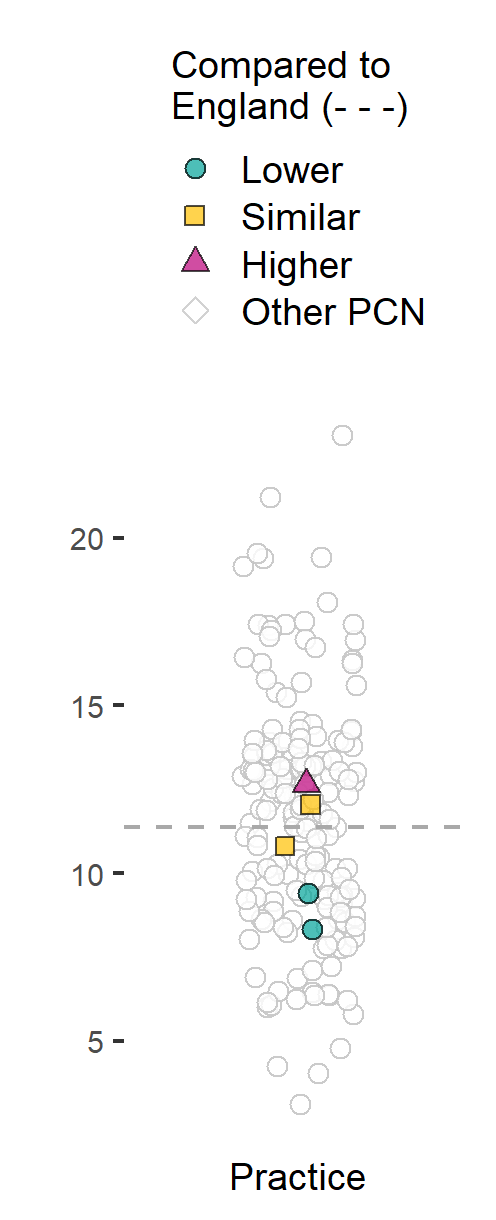 Compared to
England (- - -)
Lower
Similar
Higher
Other PCN
20
15
10
5
Practice